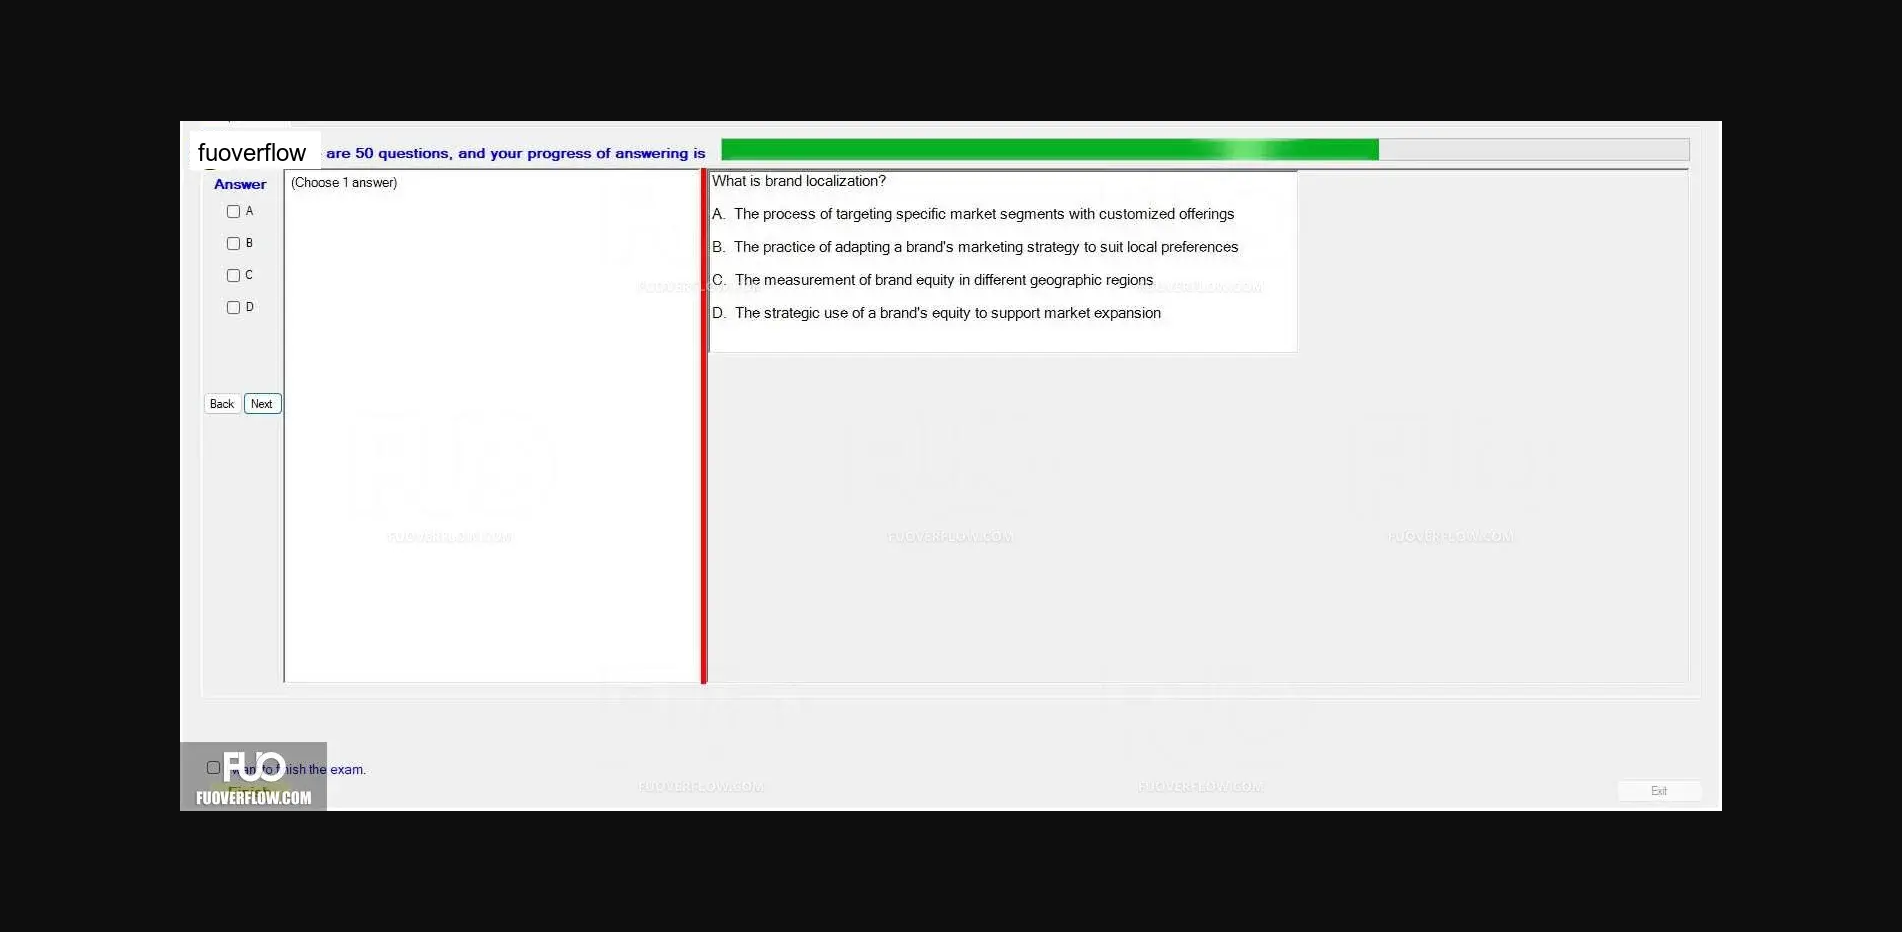 fuoverflow are 50 questions, and your progress of answering is
Answer
(Choose 1 answer)
A
B
C
D
Back Next
What is brand localization?
A. The process of targeting specific market segments with customized offerings
B. The practice of adapting a brand's marketing strategy to suit local preferences
C. The measurement of brand equity in different geographic regions
D. The strategic use of a brand's equity to support market expansion
FUOVERFLOW.COM
FUOVERFLOW.COM
FUOVERFLOW.COM
FUOVERFLOW.COM
FUOVERFLOW.COM
want to finish the exam.
Finish
FUO
FUOVERFLOW.COM
FUOVERFLOW.COM
FUOVERFLOW.COM
Exit